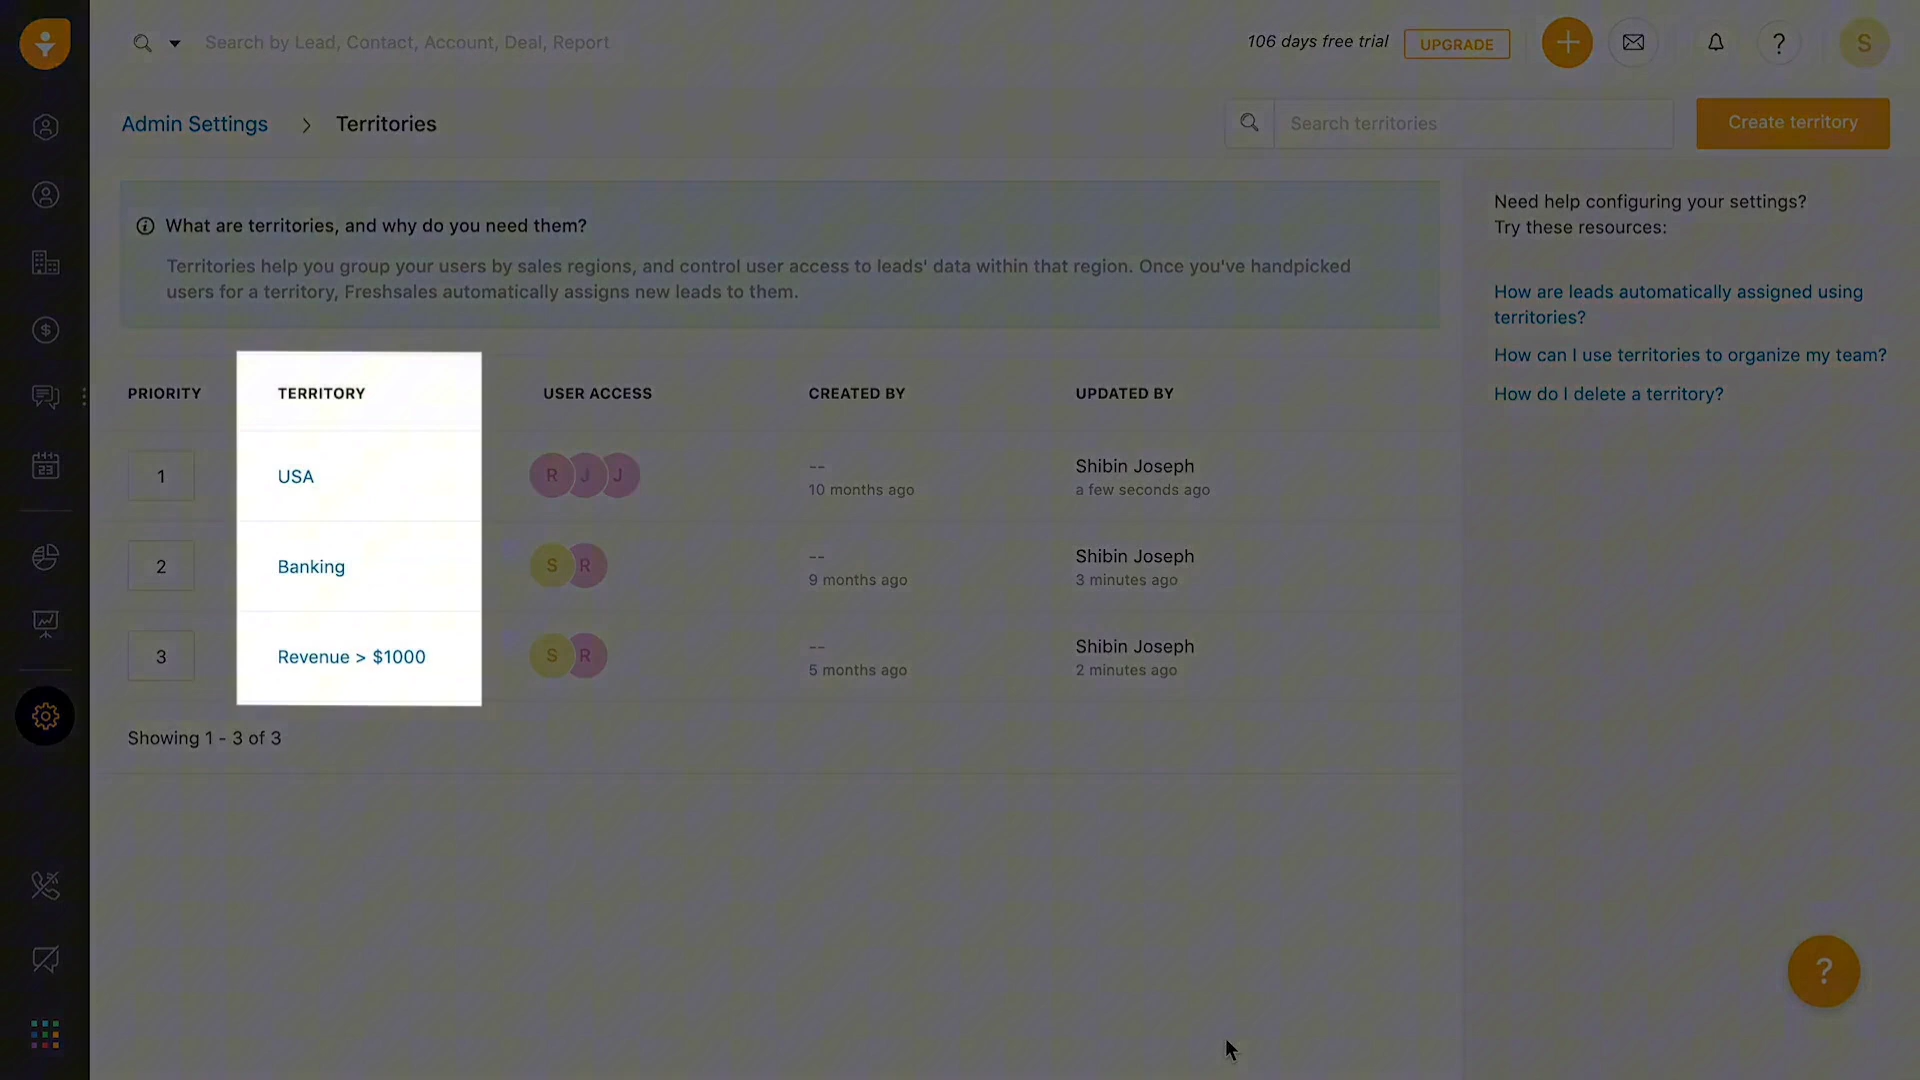 Search by Lead, Contact, Account, Deal, Report
106 days free trial
UPGRADE
S
Admin Settings > Territories
Search territories
Create territory
What are territories, and why do you need them?
Territories help you group your users by sales regions, and control user access to leads' data within that region. Once you've handpicked
users for a territory, Freshsales automatically assigns new leads to them.
Need help configuring your settings?
Try these resources:
How are leads automatically assigned using
territories?
How can I use territories to organize my team?
How do I delete a territory?
PRIORITY TERRITORY USER ACCESS CREATED BY UPDATED BY
1 USA R J J -- Shibin Joseph
10 months ago a few seconds ago
2 Banking S R -- Shibin Joseph
9 months ago 3 minutes ago
3 Revenue > $1000 S R -- Shibin Joseph
5 months ago 2 minutes ago
Showing 1 - 3 of 3
23
?
?